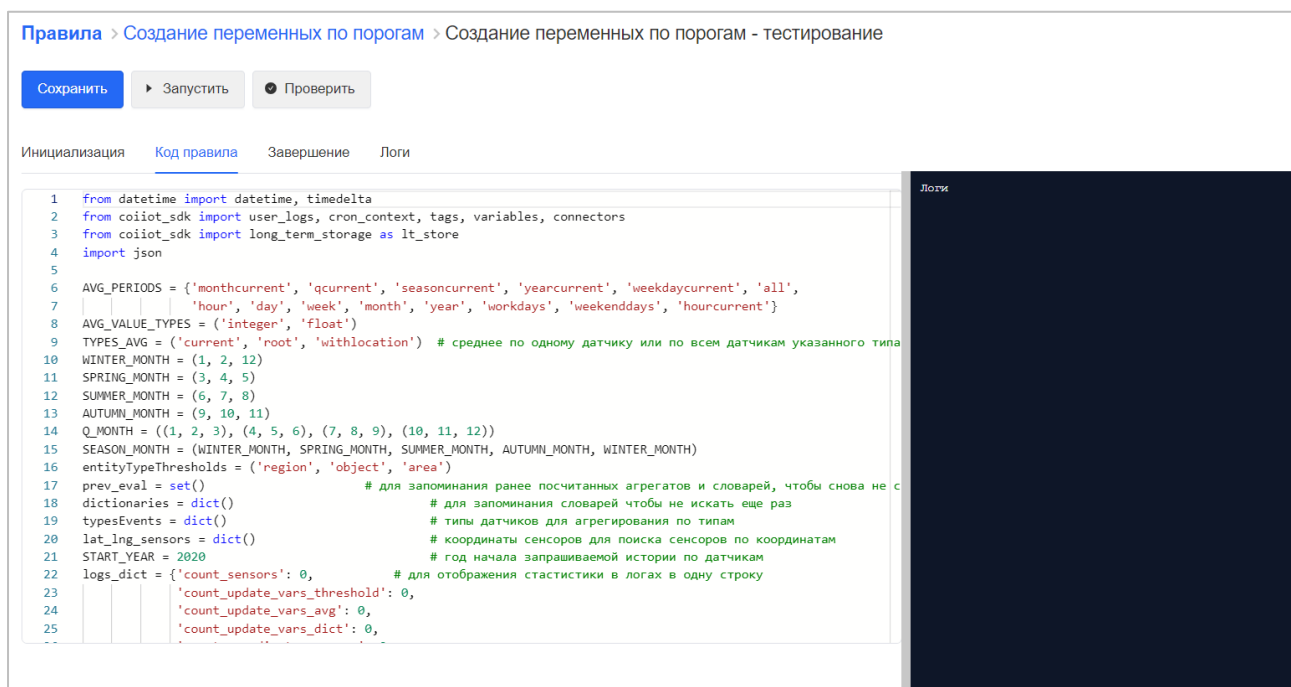 Правила > Создание переменных по порогам > Создание переменных по порогам - тестирование
Сохранить Запустить Проверить
Инициализация Код правила Завершение Логи
Логи
1 from datetime import datetime, timedelta
2 from coiiot_sdk import user_logs, cron_context, tags, variables, connectors
3 from coiiot_sdk import long_term_storage as lt_store
4 import json
5
6 AVG_PERIODS = {'monthcurrent', 'qcurrent', 'seasoncurrent', 'yearcurrent', 'weekdaycurrent', 'all',
7 'hour', 'day', 'week', 'month', 'year', 'workdays', 'weekenddays', 'hourcurrent'}
8 AVG_VALUE_TYPES = ('integer', 'float')
9 TYPES_AVG = ('current', 'root', 'withlocation') # среднее по одному датчику или по всем датчикам указанного типа
10 WINTER_MONTH = (1, 2, 12)
11 SPRING_MONTH = (3, 4, 5)
12 SUMMER_MONTH = (6, 7, 8)
13 AUTUMN_MONTH = (9, 10, 11)
14 Q_MONTH = ((1, 2, 3), (4, 5, 6), (7, 8, 9), (10, 11, 12))
15 SEASON_MONTH = (WINTER_MONTH, SPRING_MONTH, SUMMER_MONTH, AUTUMN_MONTH, WINTER_MONTH)
16 entityTypeThresholds = ('region', 'object', 'area')
17 prev_eval = set() # для запоминания ранее посчитанных агрегатов и словарей, чтобы снова не с
18 dictionaries = dict() # для запоминания словарей чтобы не искать еще раз
19 typesEvents = dict() # типы датчиков для агрегирования по типам
20 lat_lng_sensors = dict() # координаты сенсоров для поиска сенсоров по координатам
21 START_YEAR = 2020 # год начала запрашиваемой истории по датчикам
22 logs_dict = {'count_sensors': 0, # для отображения стастистики в логах в одну строку
23 'count_update_vars_threshold': 0,
24 'count_update_vars_avg': 0,
25 'count_update_vars_dict': 0,